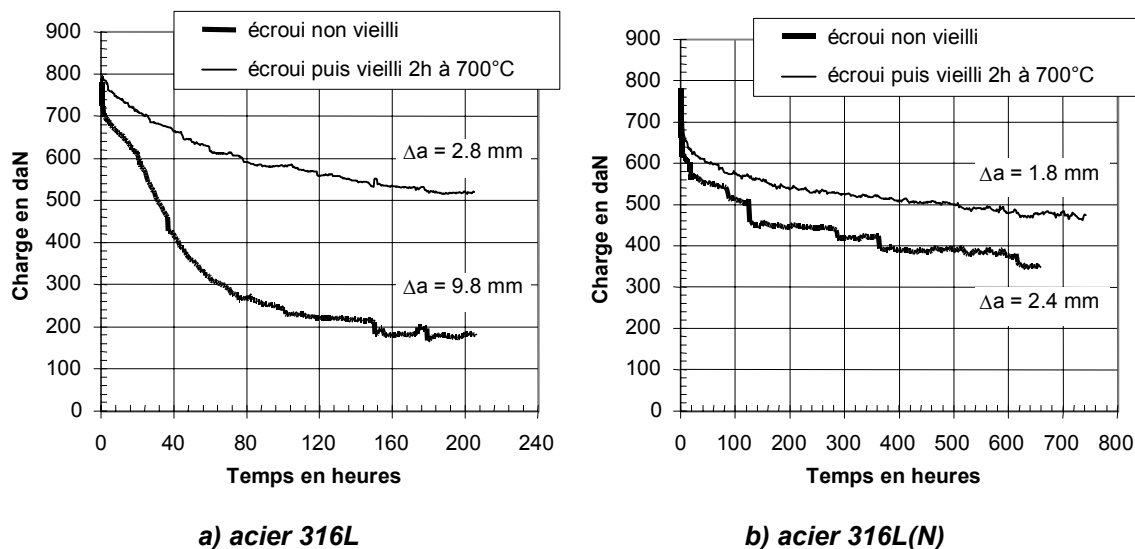 écroui non vieilli
écroui puis vieilli 2h à 700°C
900
800
700
600
500
400
300
200
100
0
Charge en daN
Δa = 2.8 mm
Δa = 9.8 mm
0 40 80 120 160 200 240
Temps en heures
a) acier 316L
écroui non vieilli
écroui puis vieilli 2h à 700°C
900
800
700
600
500
400
300
200
100
0
Charge en daN
Δa = 1.8 mm
Δa = 2.4 mm
0 100 200 300 400 500 600 700 800
Temps en heures
b) acier 316L(N)